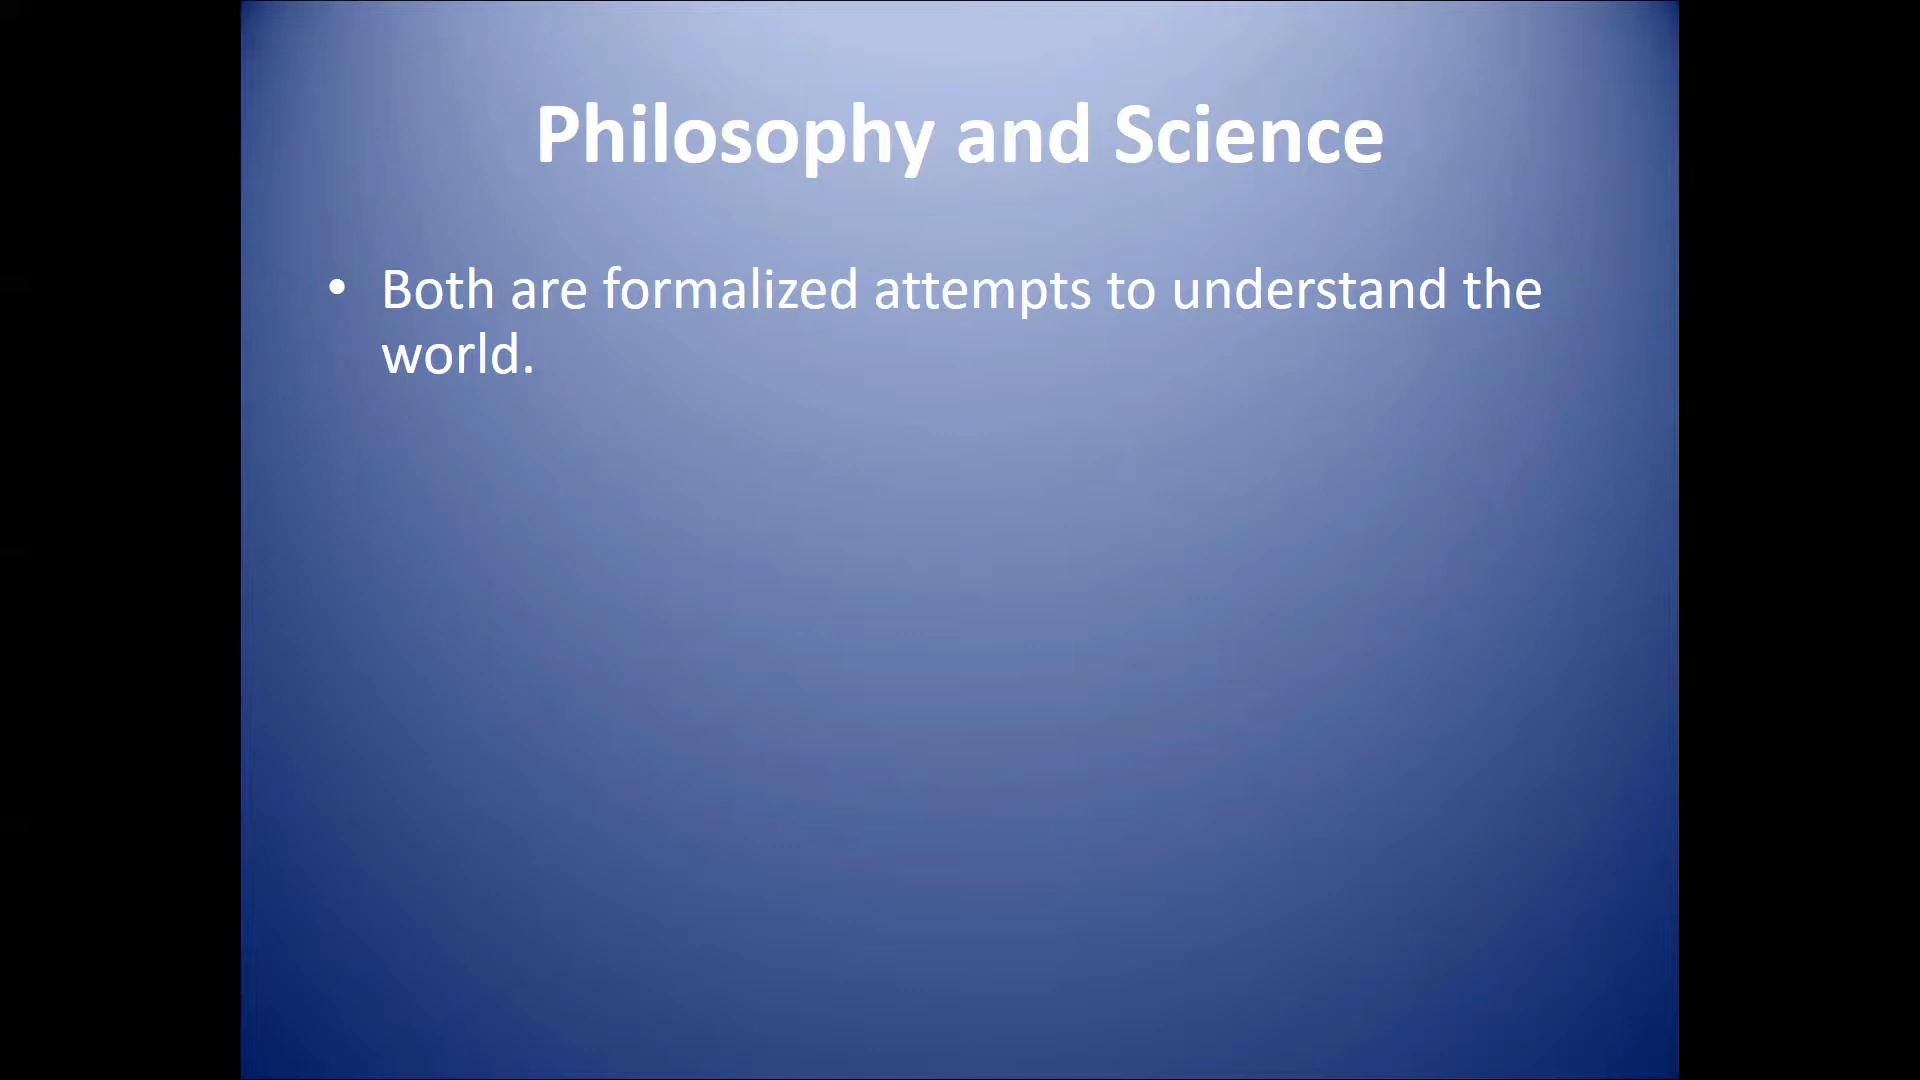 Philosophy and Science
• Both are formalized attempts to understand the
world.